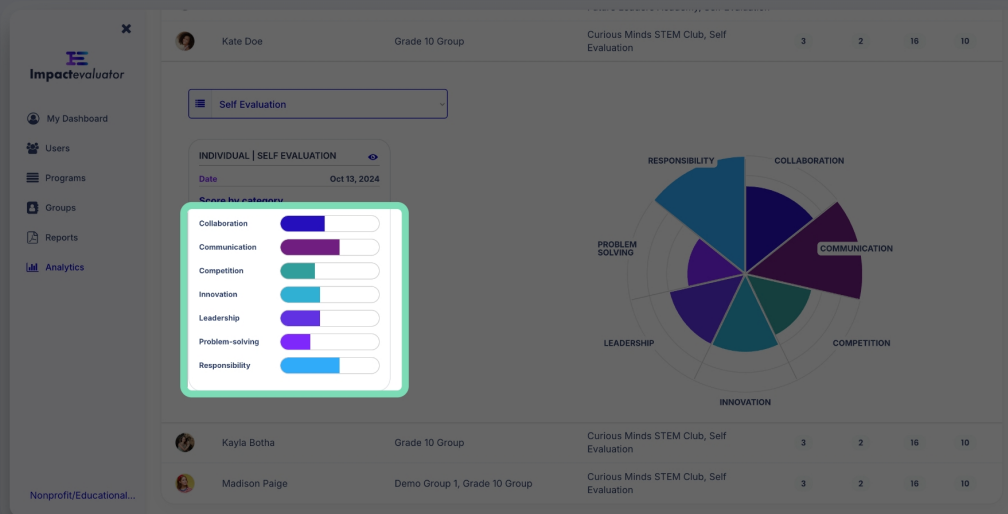 Kate Doe
Grade 10 Group
Curious Minds STEM Club, Self
Evaluation
3
2
16
10
Impactevaluator
My Dashboard
Users
Programs
Groups
Reports
Analytics
Nonprofit/Educational...
Self Evaluation
INDIVIDUAL | SELF EVALUATION
Date
Oct 13, 2024
Score by category
Collaboration
Communication
Competition
Innovation
Leadership
Problem-solving
Responsibility
RESPONSIBILITY
COLLABORATION
PROBLEM
SOLVING
COMMUNICATION
LEADERSHIP
COMPETITION
INNOVATION
Kayla Botha
Grade 10 Group
Curious Minds STEM Club, Self
Evaluation
3
2
16
10
Madison Paige
Demo Group 1, Grade 10 Group
Curious Minds STEM Club, Self
Evaluation
3
2
16
10